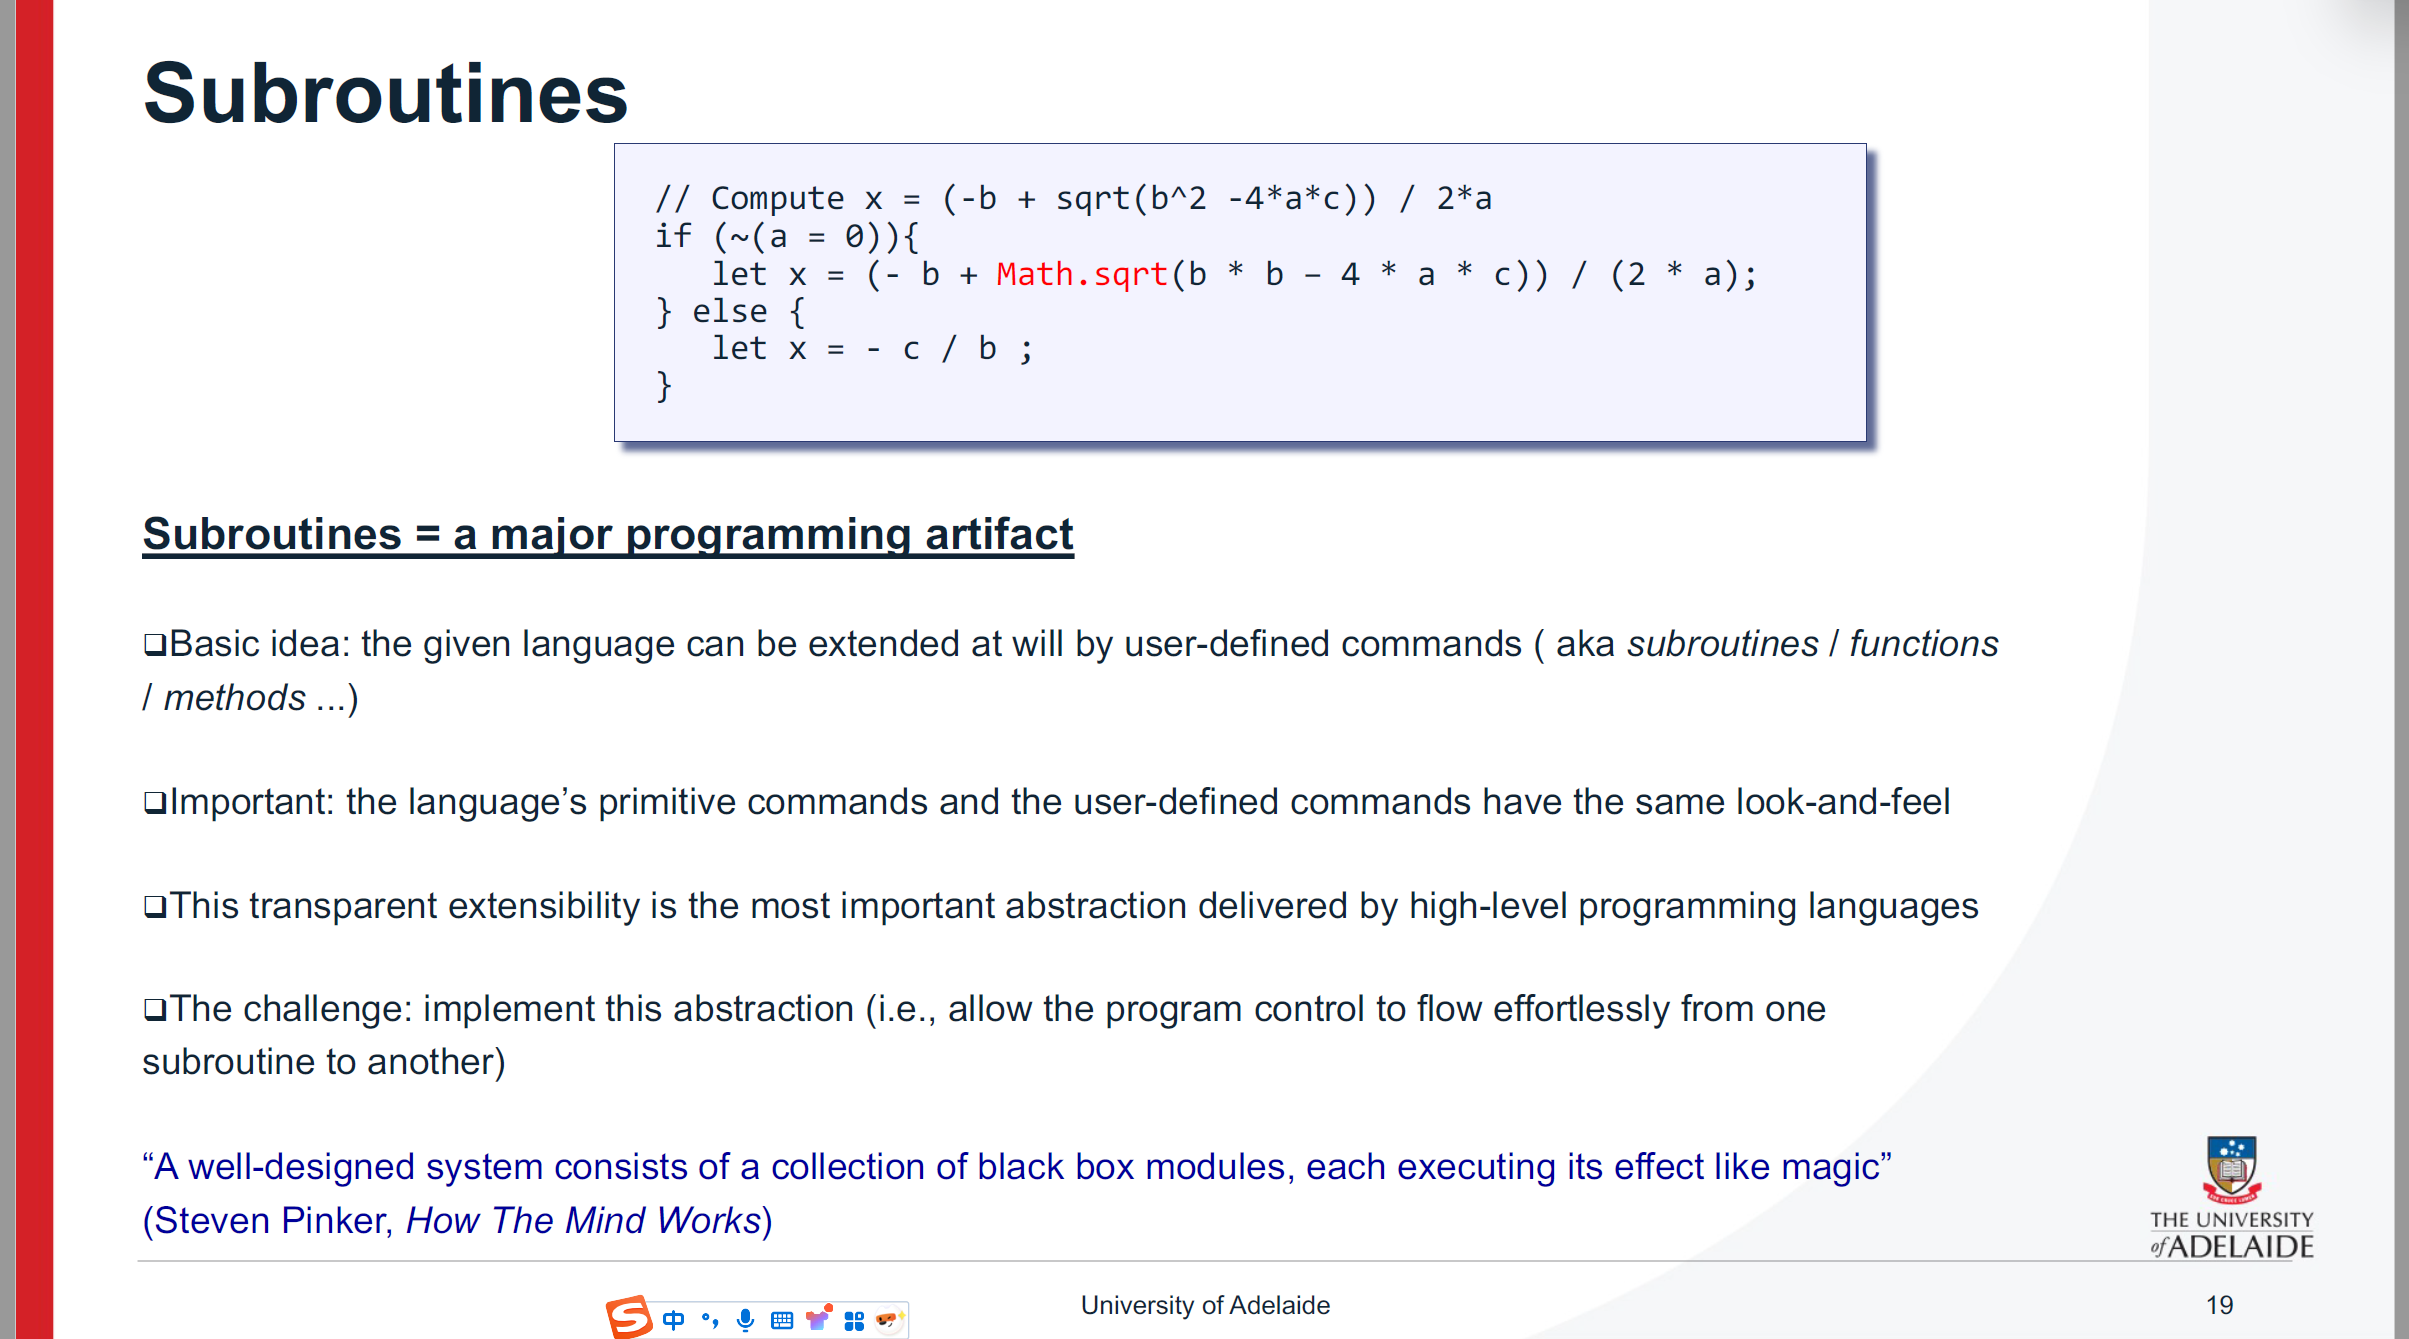 Subroutines
// Compute x = (-b + sqrt(b^2 -4*a*c)) / 2*a
if (~(a = 0)){
   let x = (- b + Math.sqrt(b * b – 4 * a * c)) / (2 * a);
} else {
   let x = - c / b ;
}
Subroutines = a major programming artifact
❑Basic idea: the given language can be extended at will by user-defined commands ( aka subroutines / functions
/ methods ...)
❑Important: the language’s primitive commands and the user-defined commands have the same look-and-feel
❑This transparent extensibility is the most important abstraction delivered by high-level programming languages
❑The challenge: implement this abstraction (i.e., allow the program control to flow effortlessly from one
subroutine to another)
“A well-designed system consists of a collection of black box modules, each executing its effect like magic”
(Steven Pinker, How The Mind Works)
THE UNIVERSITY
of ADELAIDE
University of Adelaide
19
S 中 °,